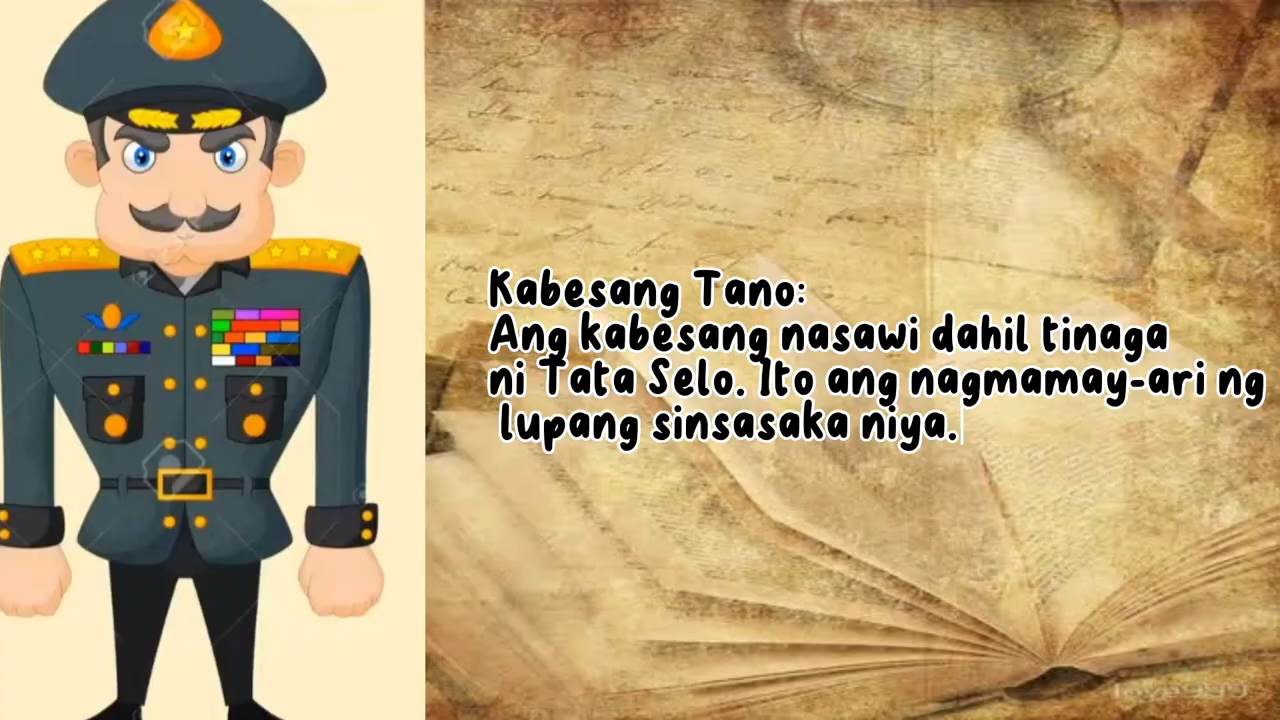 Kabesang Tano:
Ang kabesang nasawi dahil tinaga
ni Tata Selo. Ito ang nagmamay-ari ng
lupang sinsasaka niya.